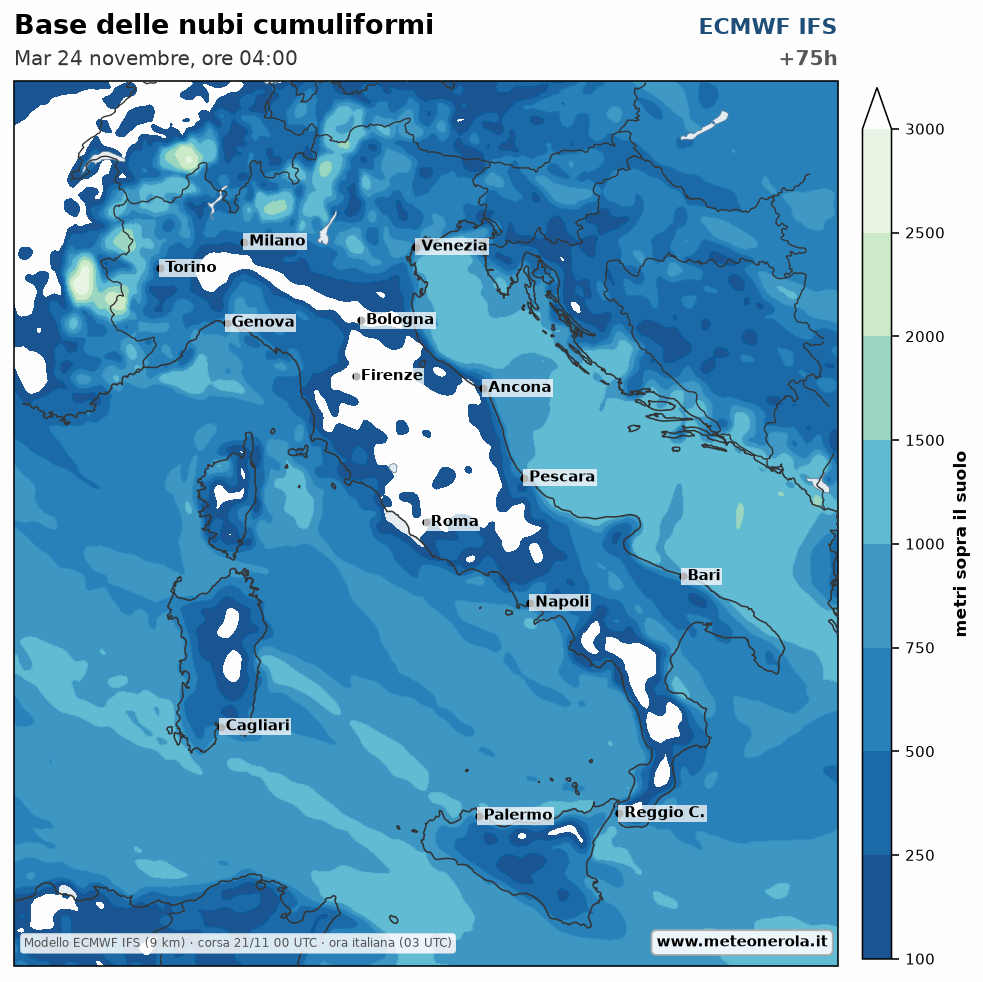 Base delle nubi cumuliformi
ECMWF IFS
Mar 24 novembre, ore 04:00
+75h
3000
2500
2000
1500
1000
750
500
250
100
metri sopra il suolo
Milano
Venezia
Torino
Genova
Bologna
Firenze
Ancona
Pescara
Roma
Bari
Napoli
Cagliari
Palermo
Reggio C.
Modello ECMWF IFS (9 km) · corsa 21/11 00 UTC · ora italiana (03 UTC)
www.meteonerola.it